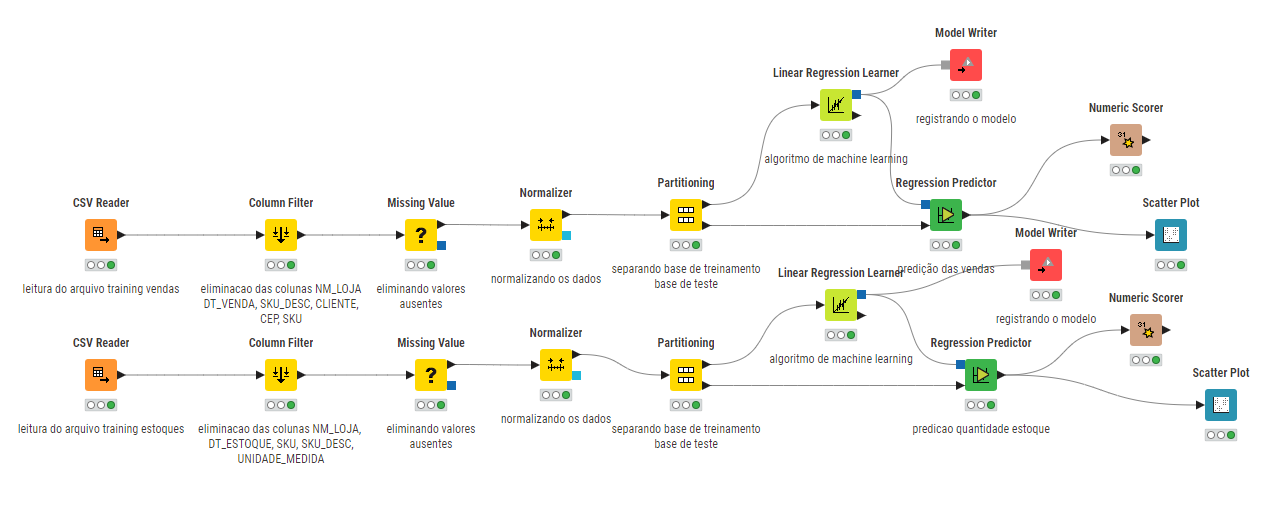 Model Writer
Linear Regression Learner
registrando o modelo
Numeric Scorer
algoritmo de machine learning
CSV Reader
Column Filter
Missing Value
Normalizer
Partitioning
Regression Predictor
Scatter Plot
leitura do arquivo training vendas
eliminacao das colunas NM_LOJA
DT_VENDA, SKU_DESC, CLIENTE,
CEP, SKU
eliminando valores
ausentes
normalizando os dados
separando base de treinamento
base de teste
predição das vendas
Model Writer
Linear Regression Learner
registrando o modelo
Numeric Scorer
algoritmo de machine learning
CSV Reader
Column Filter
Missing Value
Normalizer
Partitioning
Regression Predictor
Scatter Plot
leitura do arquivo training estoques
eliminacao das colunas NM_LOJA,
DT_ESTOQUE, SKU, SKU_DESC,
UNIDADE_MEDIDA
eliminando valores
ausentes
normalizando os dados
separando base de treinamento
base de teste
predicao quantidade estoque